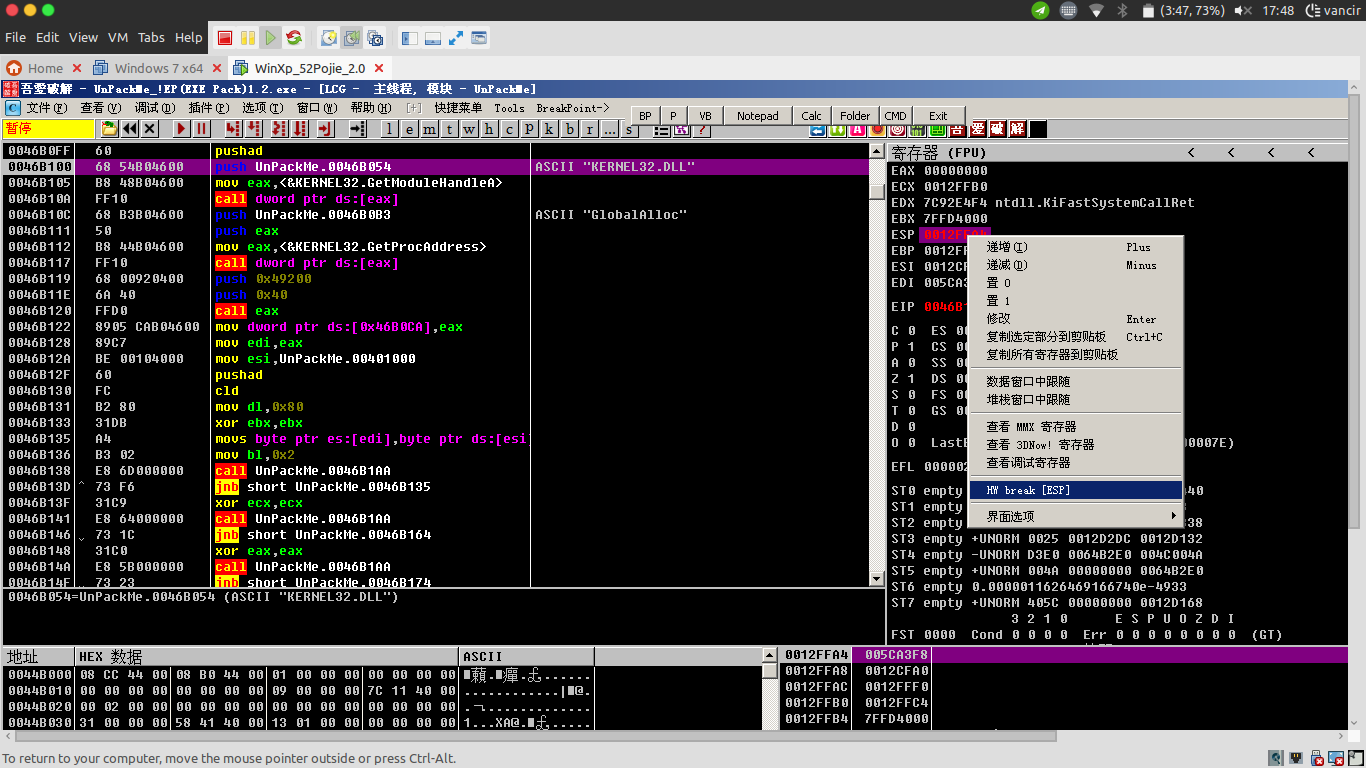 (3:47, 73%) 17:48 vancir
File Edit View VM Tabs Help
Home Windows 7 x64 WinXp_52Pojie_2.0
吾爱破解 - UnPackMe_!EP(EXE Pack)1.2.exe - [LCG - 主线程, 模块 - UnPackMe]
文件(F) 查看(V) 调试(D) 插件(P) 选项(T) 窗口(W) 帮助(H) [+] 快捷菜单 Tools BreakPoint->
BP P VB Notepad Calc Folder CMD Exit
暂停 l e m t w h c p k b r ... s 吾 爱 破 解
0046B0FF 60 pushad
0046B100 68 54B04600 push UnPackMe.0046B054 ASCII "KERNEL32.DLL"
0046B105 B8 48B04600 mov eax,<&KERNEL32.GetModuleHandleA>
0046B10A FF10 call dword ptr ds:[eax]
0046B10C 68 B3B04600 push UnPackMe.0046B0B3 ASCII "GlobalAlloc"
0046B111 50 push eax
0046B112 B8 44B04600 mov eax,<&KERNEL32.GetProcAddress>
0046B117 FF10 call dword ptr ds:[eax]
0046B119 68 00920400 push 0x49200
0046B11E 6A 40 push 0x40
0046B120 FFD0 call eax
0046B122 8905 CAB04600 mov dword ptr ds:[0x46B0CA],eax
0046B128 89C7 mov edi,eax
0046B12A BE 00104000 mov esi,UnPackMe.00401000
0046B12F 60 pushad
0046B130 FC cld
0046B131 B2 80 mov dl,0x80
0046B133 31DB xor ebx,ebx
0046B135 A4 movs byte ptr es:[edi],byte ptr ds:[esi
0046B136 B3 02 mov bl,0x2
0046B138 E8 6D000000 call UnPackMe.0046B1AA
0046B13D ^ 73 F6 jnb short UnPackMe.0046B135
0046B13F 31C9 xor ecx,ecx
0046B141 E8 64000000 call UnPackMe.0046B1AA
0046B146 73 1C jnb short UnPackMe.0046B164
0046B148 31C0 xor eax,eax
0046B14A E8 5B000000 call UnPackMe.0046B1AA
0046B14F 73 23 jnb short UnPackMe.0046B174
0046B054=UnPackMe.0046B054 (ASCII "KERNEL32.DLL")
寄存器 (FPU) < < < <
EAX 00000000
ECX 0012FFB0
EDX 7C92E4F4 ntdll.KiFastSystemCallRet
EBX 7FFD4000
ESP 0012FFA4
EBP 0012FF
ESI 0012CF
EDI 005CA3
EIP 0046B1
C 0 ES 00
P 1 CS 00
A 0 SS 00
Z 1 DS 00
S 0 FS 00
T 0 GS 00
D 0
O 0 LastE 0000007E)
EFL 000002
ST0 empty 40
ST1 empty
ST2 empty 38
ST3 empty +UNORM 0025 0012D2DC 0012D132
ST4 empty -UNORM D3E0 0064B2E0 004C004A
ST5 empty +UNORM 004A 00000000 0064B2E0
ST6 empty 0.0000011626469166740e-4933
ST7 empty +UNORM 405C 00000000 0012D168
3 2 1 0 E S P U O Z D I
FST 0000 Cond 0 0 0 0 Err 0 0 0 0 0 0 0 0 (GT)
递增(I) Plus
递减(D) Minus
置 0
置 1
修改 Enter
复制选定部分到剪贴板 Ctrl+C
复制所有寄存器到剪贴板
数据窗口中跟随
堆栈窗口中跟随
查看 MMX 寄存器
查看 3DNow! 寄存器
查看调试寄存器
HW break [ESP]
界面选项
地址 HEX 数据 ASCII
0044B000 08 CC 44 00 08 B0 44 00 01 00 00 00 00 00 00 00
0044B010 00 00 00 00 00 00 00 00 09 00 00 00 7C 11 40 00 ............|■@.
0044B020 00 02 00 00 00 00 00 00 00 00 00 00 00 00 00 00
0044B030 31 00 00 00 58 41 40 00 13 01 00 00 00 00 00 00
0012FFA4 005CA3F8
0012FFA8 0012CFA0
0012FFAC 0012FFF0
0012FFB0 0012FFC4
0012FFB4 7FFD4000
To return to your computer, move the mouse pointer outside or press Ctrl-Alt.